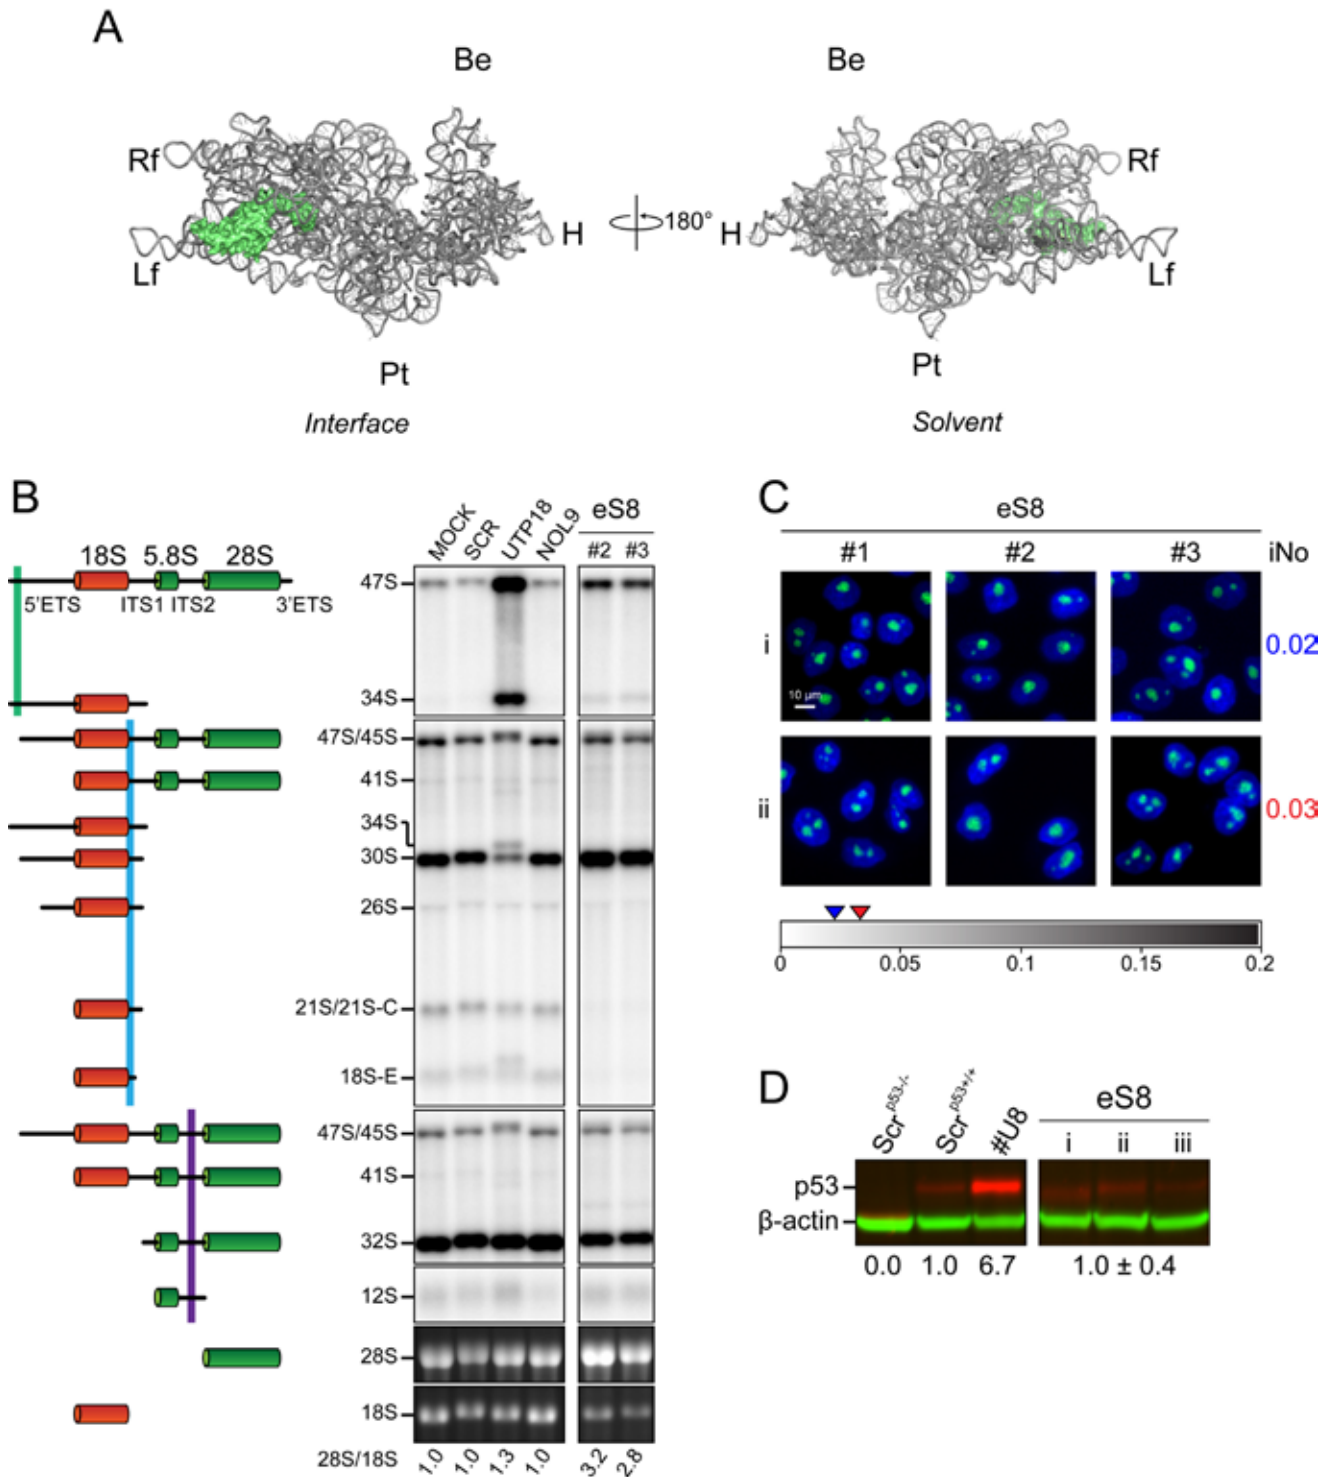 A
Be
Be
Rf
Rf
H
180°
H
Lf
Lf
Pt
Pt
Interface
Solvent
B
MOCK
SCR
UTP18
NOL9
eS8
#2
#3
18S
5.8S
28S
5'ETS
ITS1
ITS2
3'ETS
47S
34S
47S/45S
41S
34S
30S
26S
21S/21S-C
18S-E
47S/45S
41S
32S
12S
28S
18S
28S/18S
1.0
1.0
1.3
1.0
3.2
2.8
C
eS8
#1
#2
#3
iNo
i
0.02
10 µm
ii
0.03
0
0.05
0.1
0.15
0.2
D
Scr p53-/-
Scr p53+/+
#U8
eS8
i
ii
iii
p53
β-actin
0.0
1.0
6.7
1.0 ± 0.4